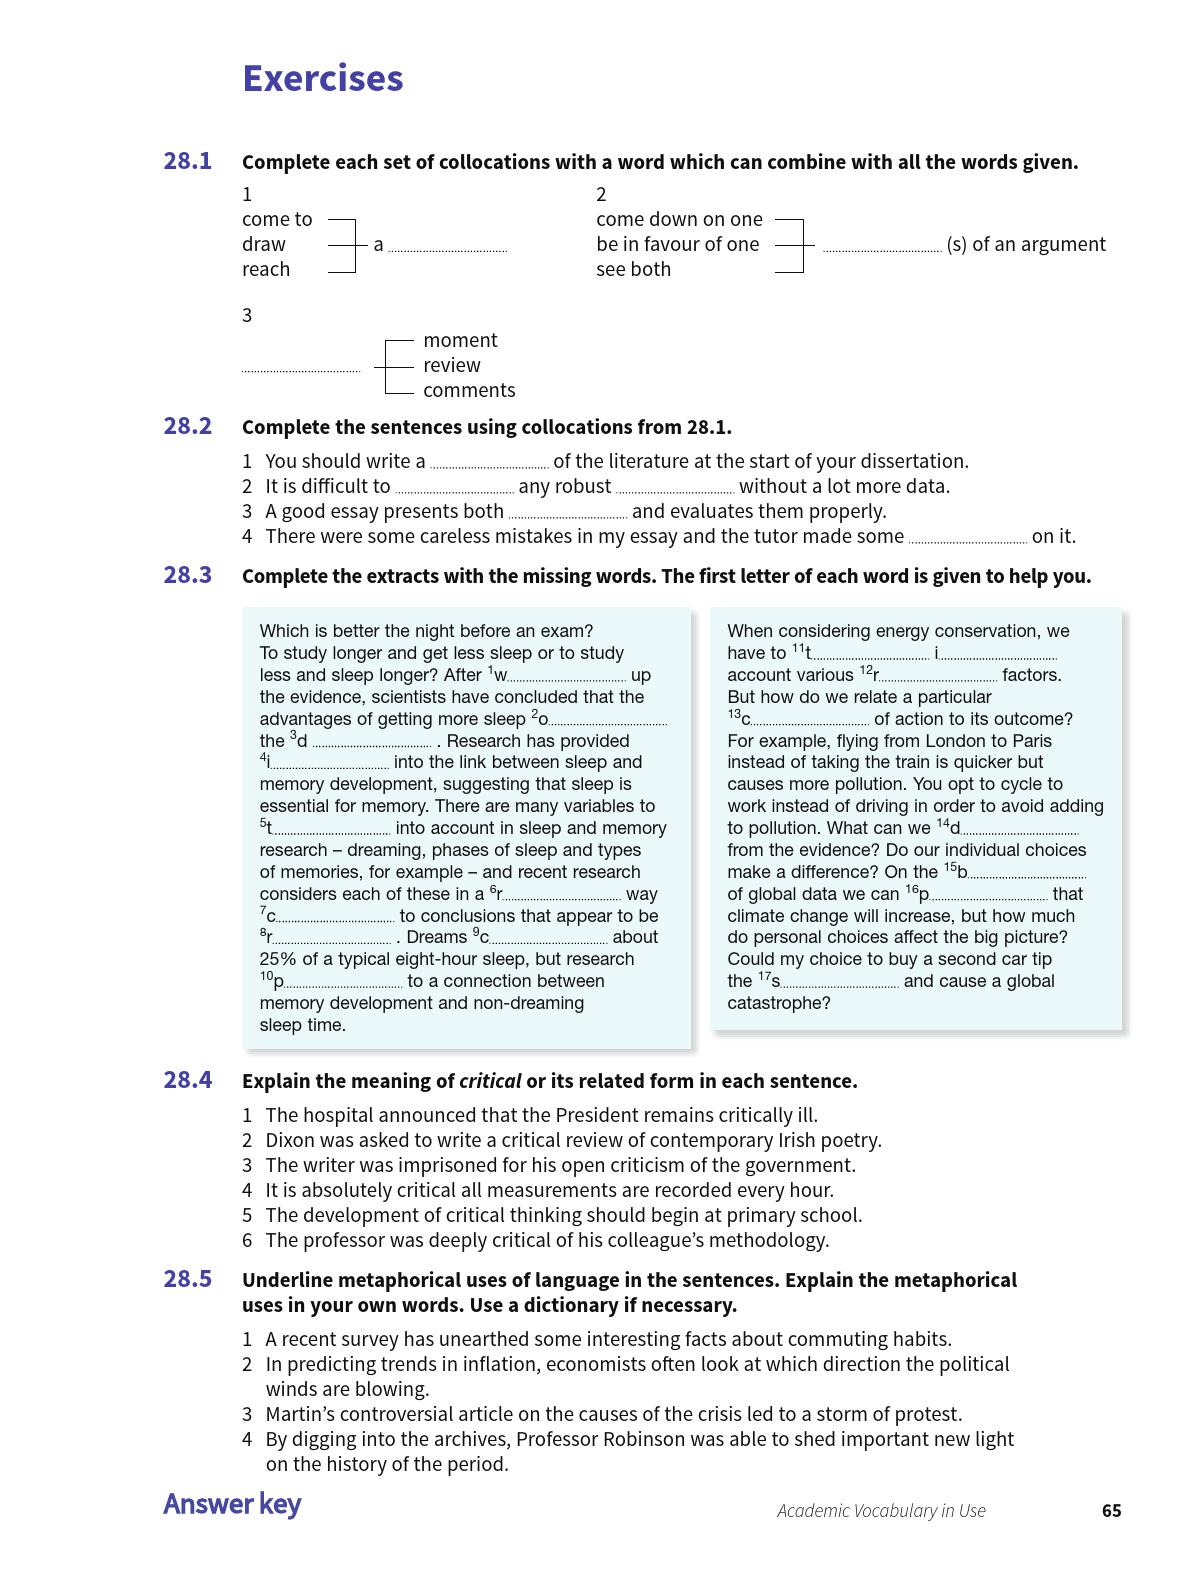 Exercises
28.1 Complete each set of collocations with a word which can combine with all the words given.
1
come to
draw
reach
a ....................................
2
come down on one
be in favour of one
see both
.................................... (s) of an argument
3
....................................
moment
review
comments
28.2 Complete the sentences using collocations from 28.1.
1 You should write a .................................... of the literature at the start of your dissertation.
2 It is difficult to .................................... any robust .................................... without a lot more data.
3 A good essay presents both .................................... and evaluates them properly.
4 There were some careless mistakes in my essay and the tutor made some .................................... on it.
28.3 Complete the extracts with the missing words. The first letter of each word is given to help you.
Which is better the night before an exam?
To study longer and get less sleep or to study
less and sleep longer? After 1w.................................... up
the evidence, scientists have concluded that the
advantages of getting more sleep 2o....................................
the 3d .................................... . Research has provided
4i.................................... into the link between sleep and
memory development, suggesting that sleep is
essential for memory. There are many variables to
5t.................................... into account in sleep and memory
research – dreaming, phases of sleep and types
of memories, for example – and recent research
considers each of these in a 6r.................................... way
7c.................................... to conclusions that appear to be
8r.................................... . Dreams 9c.................................... about
25% of a typical eight-hour sleep, but research
10p.................................... to a connection between
memory development and non-dreaming
sleep time.
When considering energy conservation, we
have to 11t.................................... i....................................
account various 12r.................................... factors.
But how do we relate a particular
13c.................................... of action to its outcome?
For example, flying from London to Paris
instead of taking the train is quicker but
causes more pollution. You opt to cycle to
work instead of driving in order to avoid adding
to pollution. What can we 14d....................................
from the evidence? Do our individual choices
make a difference? On the 15b....................................
of global data we can 16p.................................... that
climate change will increase, but how much
do personal choices affect the big picture?
Could my choice to buy a second car tip
the 17s.................................... and cause a global
catastrophe?
28.4 Explain the meaning of critical or its related form in each sentence.
1 The hospital announced that the President remains critically ill.
2 Dixon was asked to write a critical review of contemporary Irish poetry.
3 The writer was imprisoned for his open criticism of the government.
4 It is absolutely critical all measurements are recorded every hour.
5 The development of critical thinking should begin at primary school.
6 The professor was deeply critical of his colleague's methodology.
28.5 Underline metaphorical uses of language in the sentences. Explain the metaphorical
uses in your own words. Use a dictionary if necessary.
1 A recent survey has unearthed some interesting facts about commuting habits.
2 In predicting trends in inflation, economists often look at which direction the political
winds are blowing.
3 Martin's controversial article on the causes of the crisis led to a storm of protest.
4 By digging into the archives, Professor Robinson was able to shed important new light
on the history of the period.
Answer key
Academic Vocabulary in Use 65